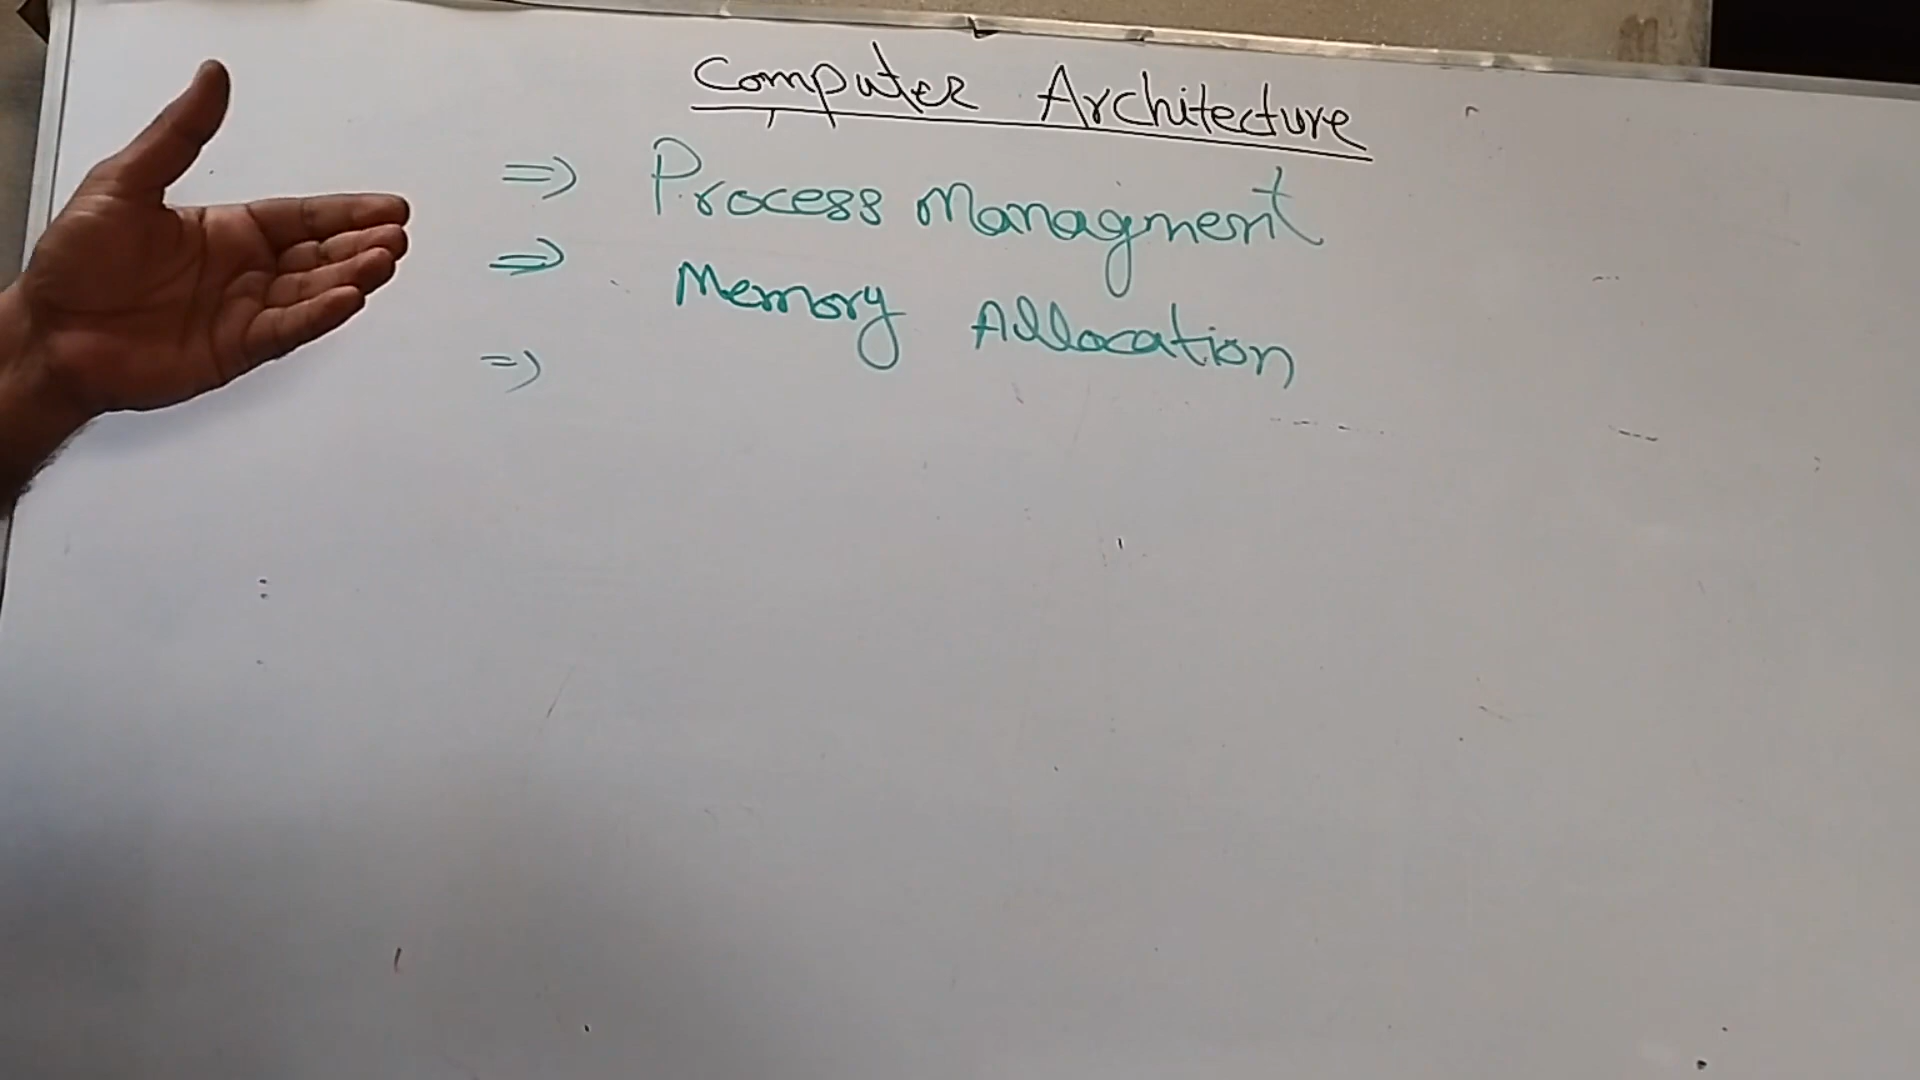 Computer Architecture
⇒ Process Managment
⇒ Memory Allocation
⇒